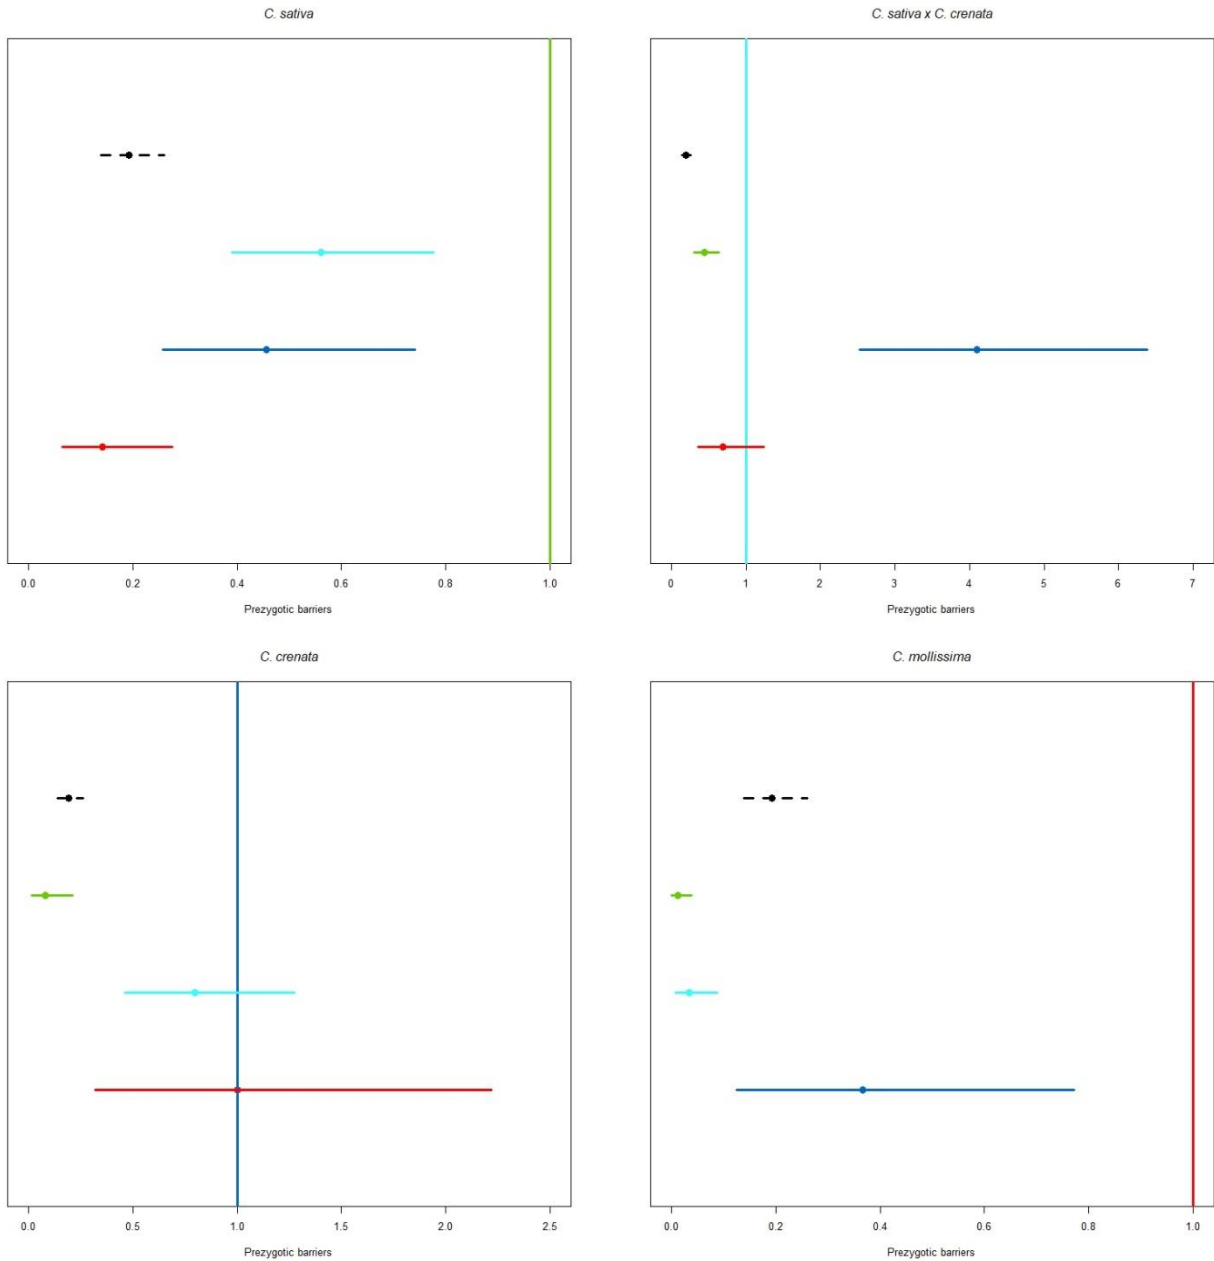 C. sativa
0.0 0.2 0.4 0.6 0.8 1.0
Prezygotic barriers
C. sativa x C. crenata
0 1 2 3 4 5 6 7
Prezygotic barriers
C. crenata
0.0 0.5 1.0 1.5 2.0 2.5
Prezygotic barriers
C. mollissima
0.0 0.2 0.4 0.6 0.8 1.0
Prezygotic barriers